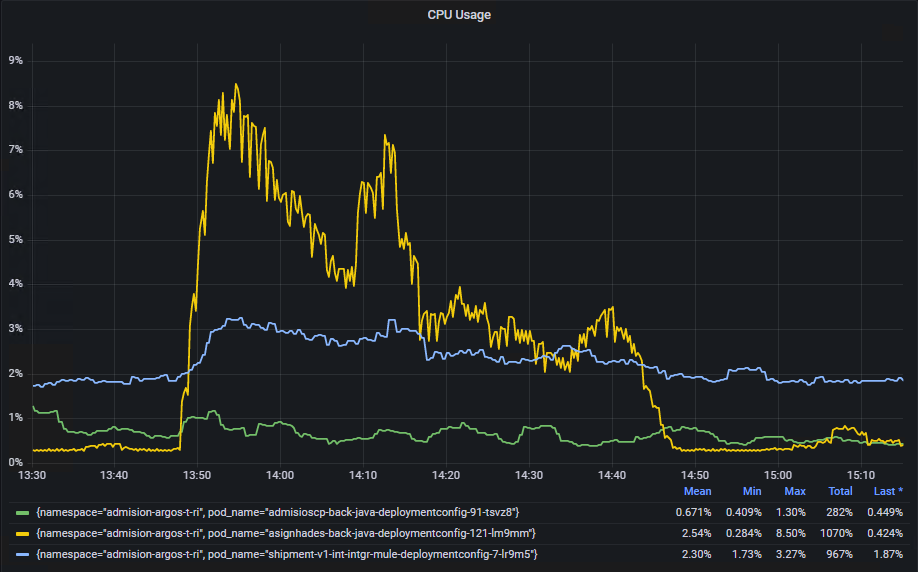 CPU Usage
9%
8%
7%
6%
5%
4%
3%
2%
1%
0%
13:30 13:40 13:50 14:00 14:10 14:20 14:30 14:40 14:50 15:00 15:10
Mean Min Max Total Last *
{namespace="admision-argos-t-ri", pod_name="admisioscp-back-java-deploymentconfig-91-tsvz8"} 0.671% 0.409% 1.30% 282% 0.449%
{namespace="admision-argos-t-ri", pod_name="asignhades-back-java-deploymentconfig-121-lm9mm"} 2.54% 0.284% 8.50% 1070% 0.424%
{namespace="admision-argos-t-ri", pod_name="shipment-v1-int-intgr-mule-deploymentconfig-7-lr9m5"} 2.30% 1.73% 3.27% 967% 1.87%